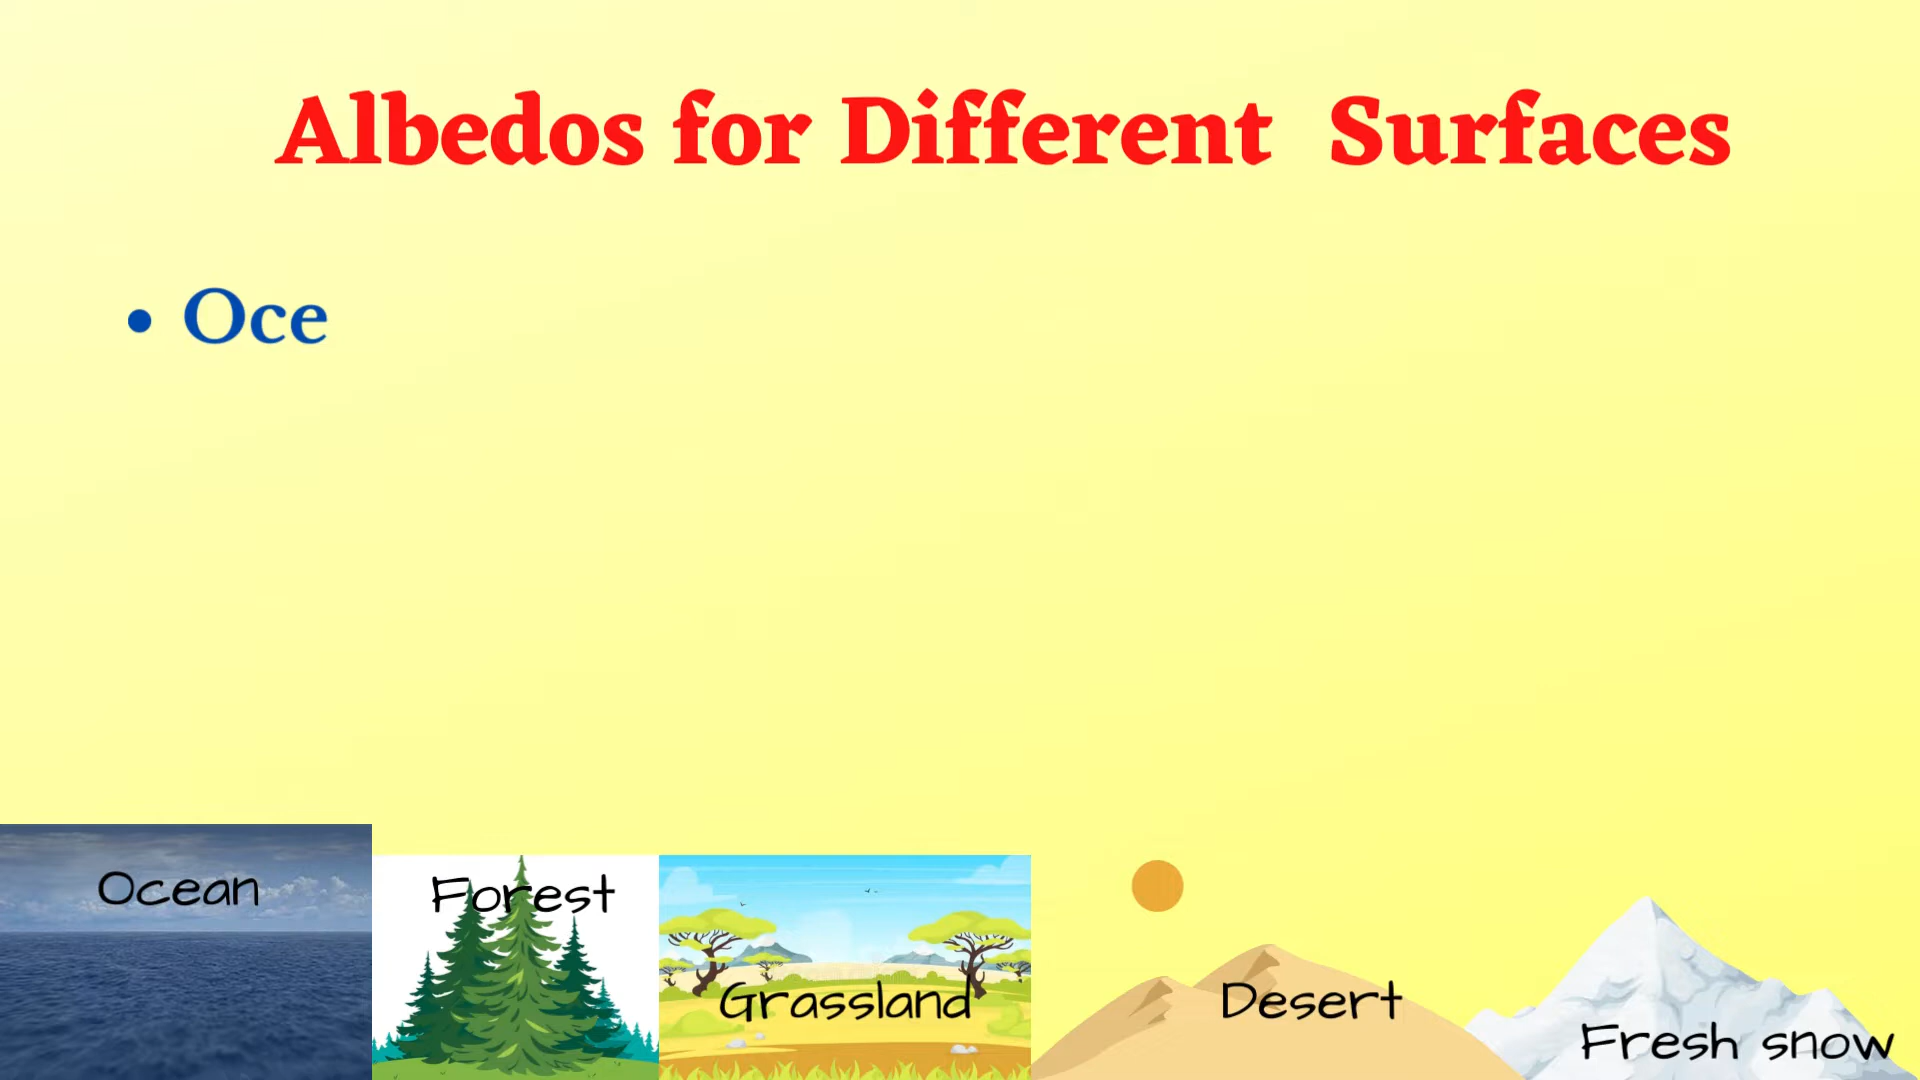 Albedos for Different Surfaces
• Oce
Ocean
Forest
Grassland
Desert
Fresh snow